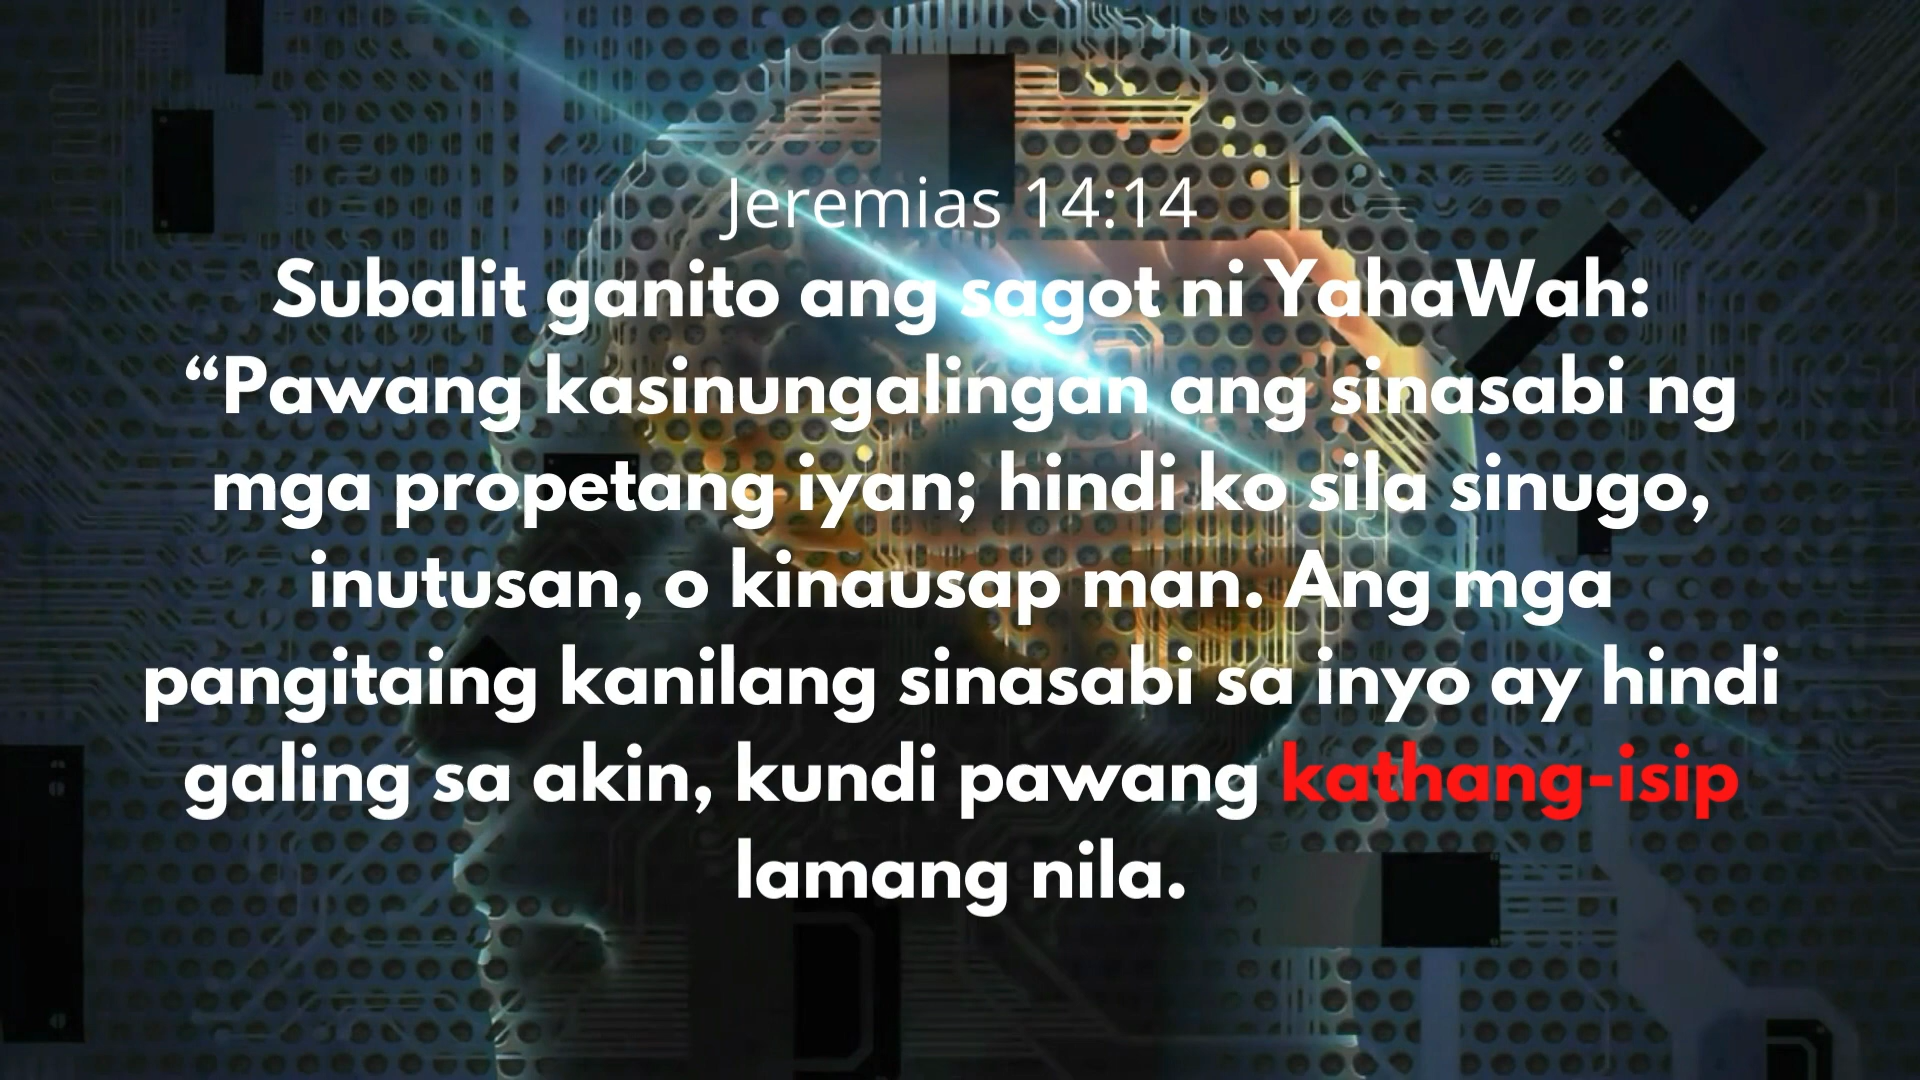 Jeremias 14:14
Subalit ganito ang sagot ni YahaWah:
“Pawang kasinungalingan ang sinasabi ng
mga propetang iyan; hindi ko sila sinugo,
inutusan, o kinausap man. Ang mga
pangitaing kanilang sinasabi sa inyo ay hindi
galing sa akin, kundi pawang kathang-isip
lamang nila.